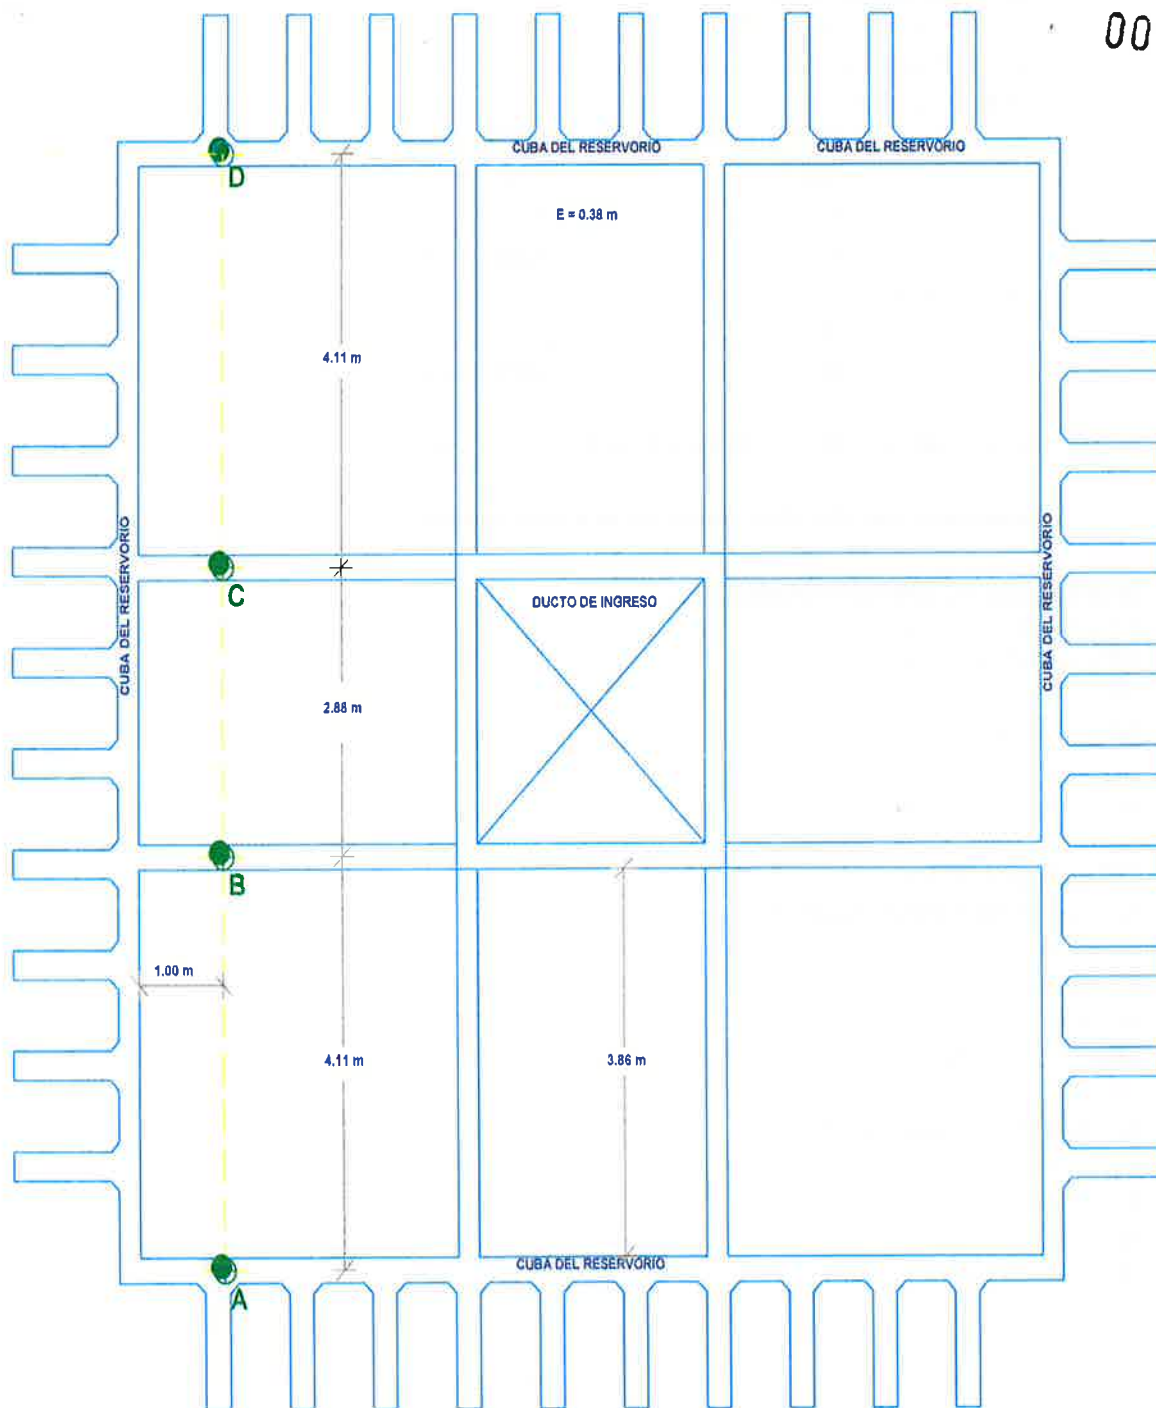 00
CUBA DEL RESERVORIO
CUBA DEL RESERVORIO
D
E = 0.38 m
4.11 m
CUBA DEL RESERVORIO
CUBA DEL RESERVORIO
C
DUCTO DE INGRESO
2.88 m
B
1.00 m
4.11 m
3.86 m
CUBA DEL RESERVORIO
A